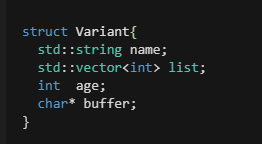 struct Variant{
  std::string name;
  std::vector<int> list;
  int  age;
  char* buffer;
}